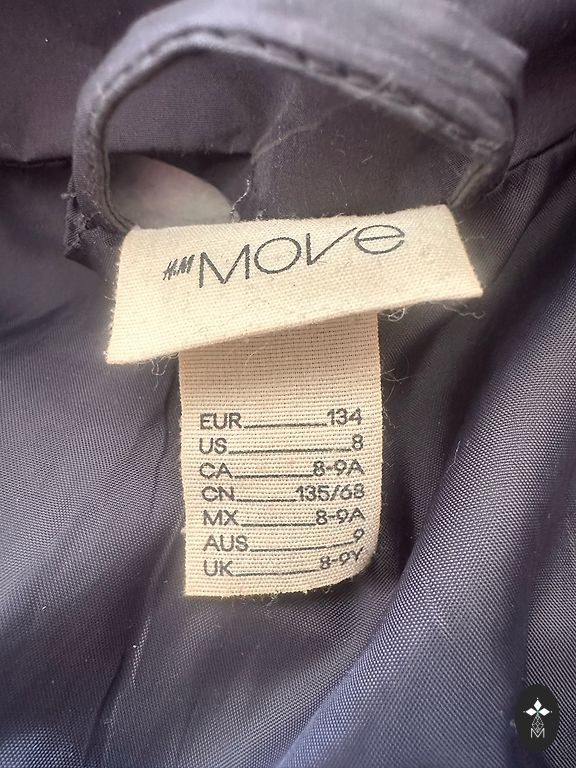 H&M MOVE
EUR 134
US 8
CA 8-9A
CN 135/68
MX 8-9A
AUS 9
UK 8-9Y
M